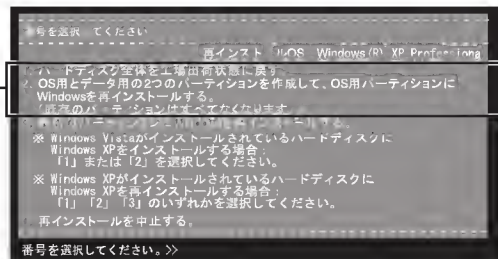 番号を選択 てください
再インスト ルOS Windows(R) XP Professiona
1. ハードディスク全体を工場出荷状態に戻す
2. OS用とデータ用の2つのパーティションを作成して、OS用パーティションに
Windowsを再インストールする。
(既存のパーティションはすべてなくなります
※ Windows Vistaがインストールされているハードディスクに
Windows XPをインストールする場合：
「1」または「2」を選択してください。
※ Windows XPがインストールされているハードディスクに
Windows XPを再インストールする場合：
「1」「2」「3」のいずれかを選択してください。
再インストールを中止する。
番号を選択してください。>>